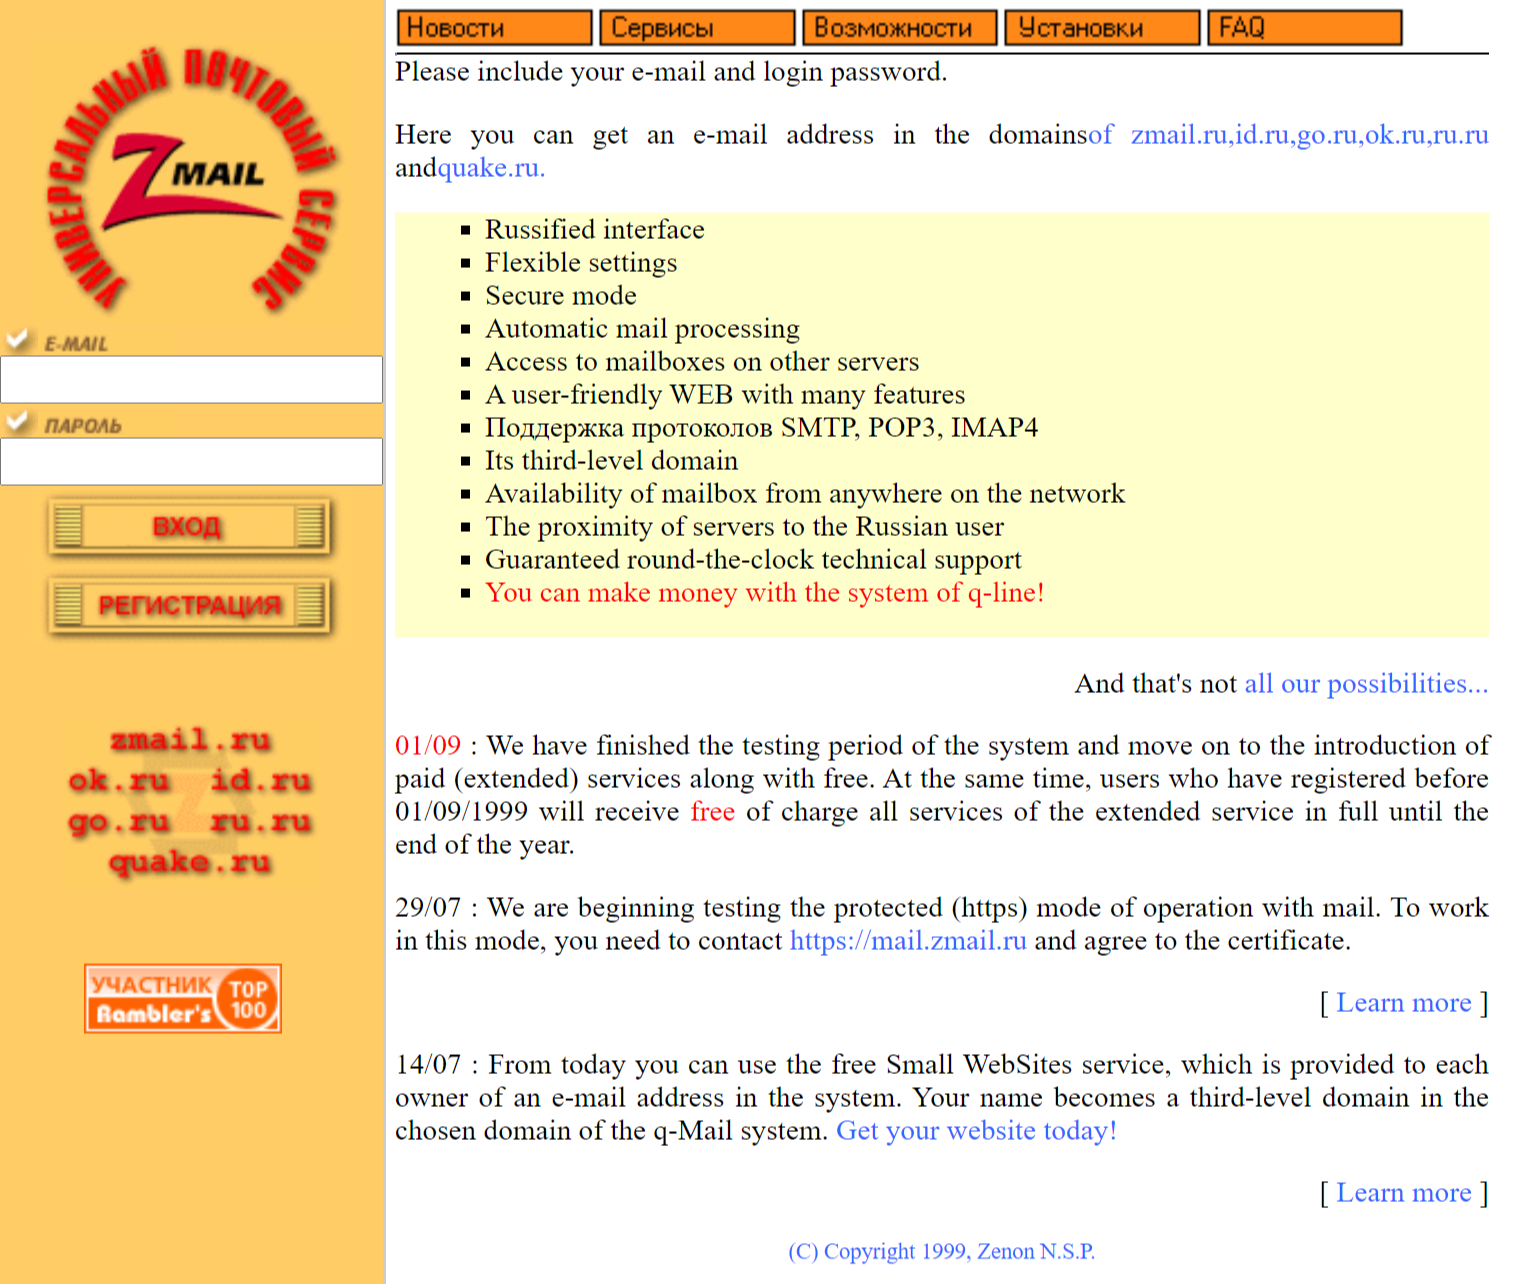 УНИВЕРСАЛЬНЫЙ ПОЧТОВЫЙ СЕРВИС
ZMAIL
E-MAIL
ПАРОЛЬ
ВХОД
РЕГИСТРАЦИЯ
zmail.ru
ok.ru id.ru
go.ru ru.ru
quake.ru
УЧАСТНИК
Rambler's
TOP
100
Новости Сервисы Возможности Установки FAQ
Please include your e-mail and login password.
Here you can get an e-mail address in the domainsof zmail.ru,id.ru,go.ru,ok.ru,ru.ru
andquake.ru.
Russified interface
Flexible settings
Secure mode
Automatic mail processing
Access to mailboxes on other servers
A user-friendly WEB with many features
Поддержка протоколов SMTP, POP3, IMAP4
Its third-level domain
Availability of mailbox from anywhere on the network
The proximity of servers to the Russian user
Guaranteed round-the-clock technical support
You can make money with the system of q-line!
And that's not all our possibilities...
01/09 : We have finished the testing period of the system and move on to the introduction of
paid (extended) services along with free. At the same time, users who have registered before
01/09/1999 will receive free of charge all services of the extended service in full until the
end of the year.
29/07 : We are beginning testing the protected (https) mode of operation with mail. To work
in this mode, you need to contact https://mail.zmail.ru and agree to the certificate.
[ Learn more ]
14/07 : From today you can use the free Small WebSites service, which is provided to each
owner of an e-mail address in the system. Your name becomes a third-level domain in the
chosen domain of the q-Mail system. Get your website today!
[ Learn more ]
(C) Copyright 1999, Zenon N.S.P.